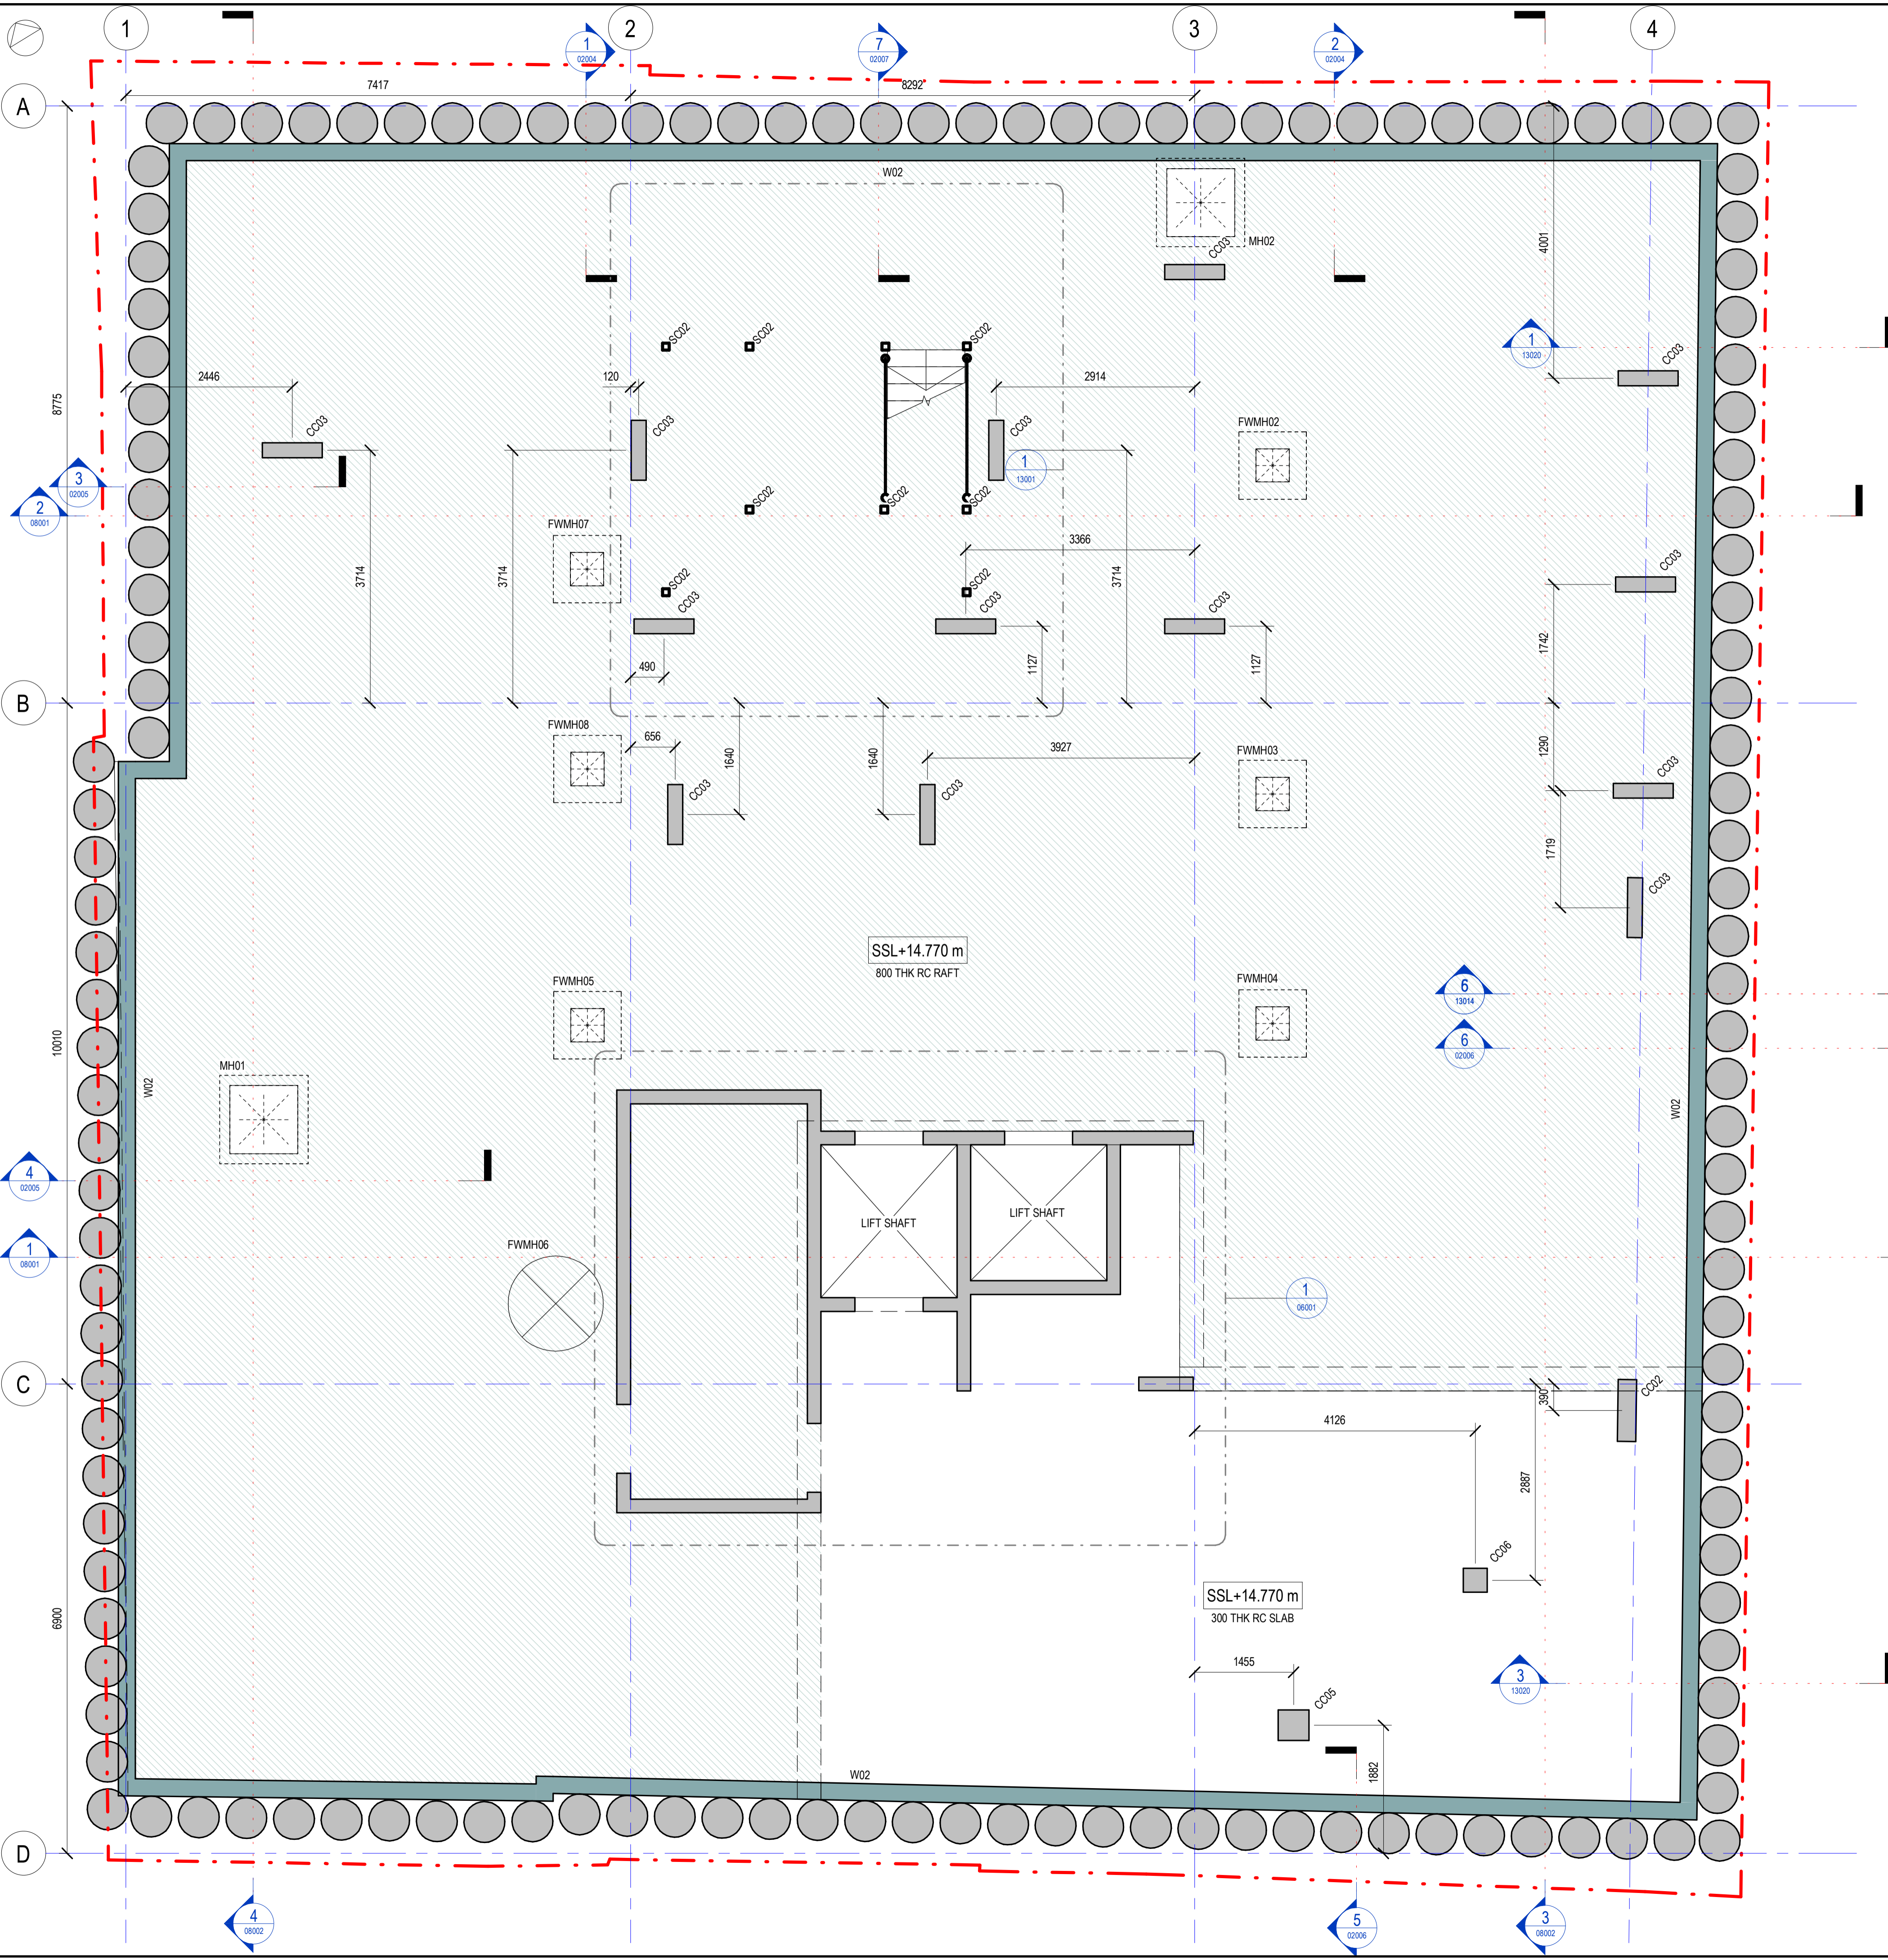 1
2
3
4
1
02004
7
02007
2
02004
7417
8292
A
W02
MH02
CC03
4001
SC02
SC02
SC02
1
13020
CC03
2446
120
2914
8775
CC03
CC03
CC03
FWMH02
1
13001
3
02005
2
08001
SC02
SC02
SC02
FWMH07
3366
3714
3714
3714
SC02
SC02
CC03
CC03
CC03
CC03
1742
490
1127
1127
B
FWMH08
656
1640
1640
3927
FWMH03
1290
CC03
CC03
CC03
1719
CC03
SSL+14.770 m
800 THK RC RAFT
FWMH05
FWMH04
6
13014
6
02006
10010
MH01
W02
W02
4
02005
LIFT SHAFT
LIFT SHAFT
1
08001
FWMH06
1
06001
C
390
CC02
4126
2887
CC06
SSL+14.770 m
300 THK RC SLAB
6900
1455
3
13020
CC05
1882
W02
D
4
08002
5
02006
3
08002